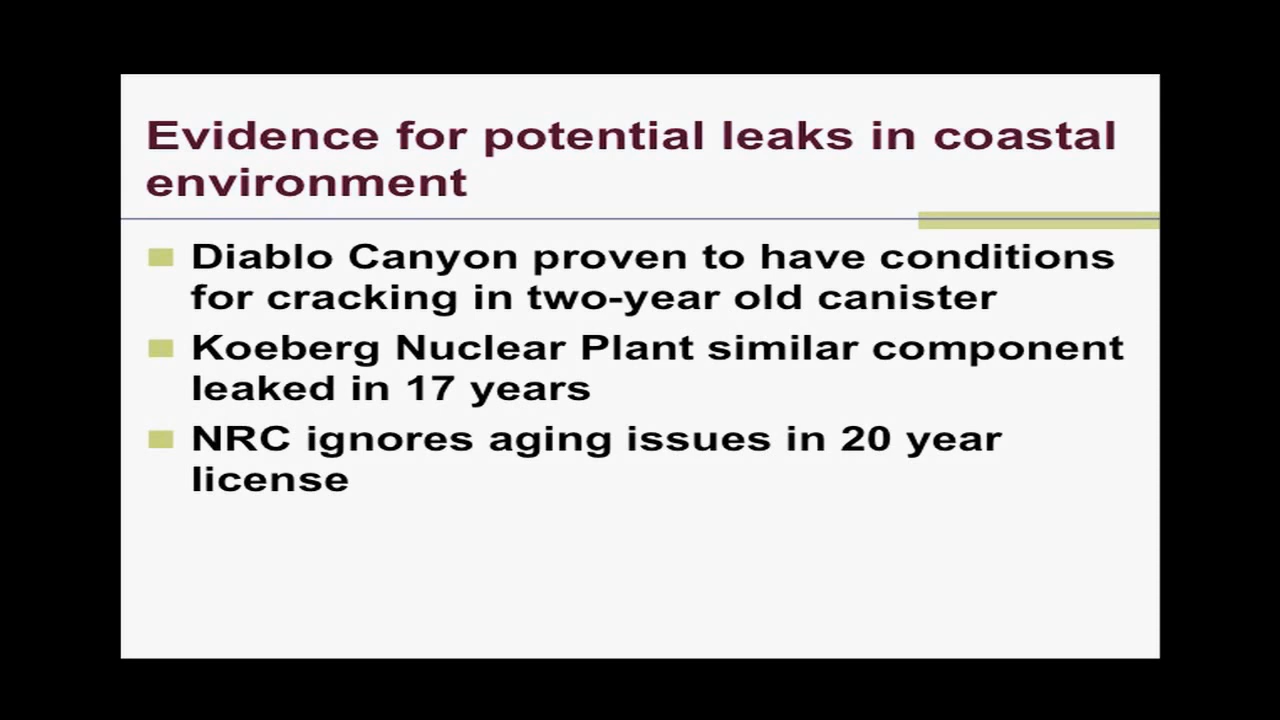 Evidence for potential leaks in coastal
environment
Diablo Canyon proven to have conditions
for cracking in two-year old canister
Koeberg Nuclear Plant similar component
leaked in 17 years
NRC ignores aging issues in 20 year
license